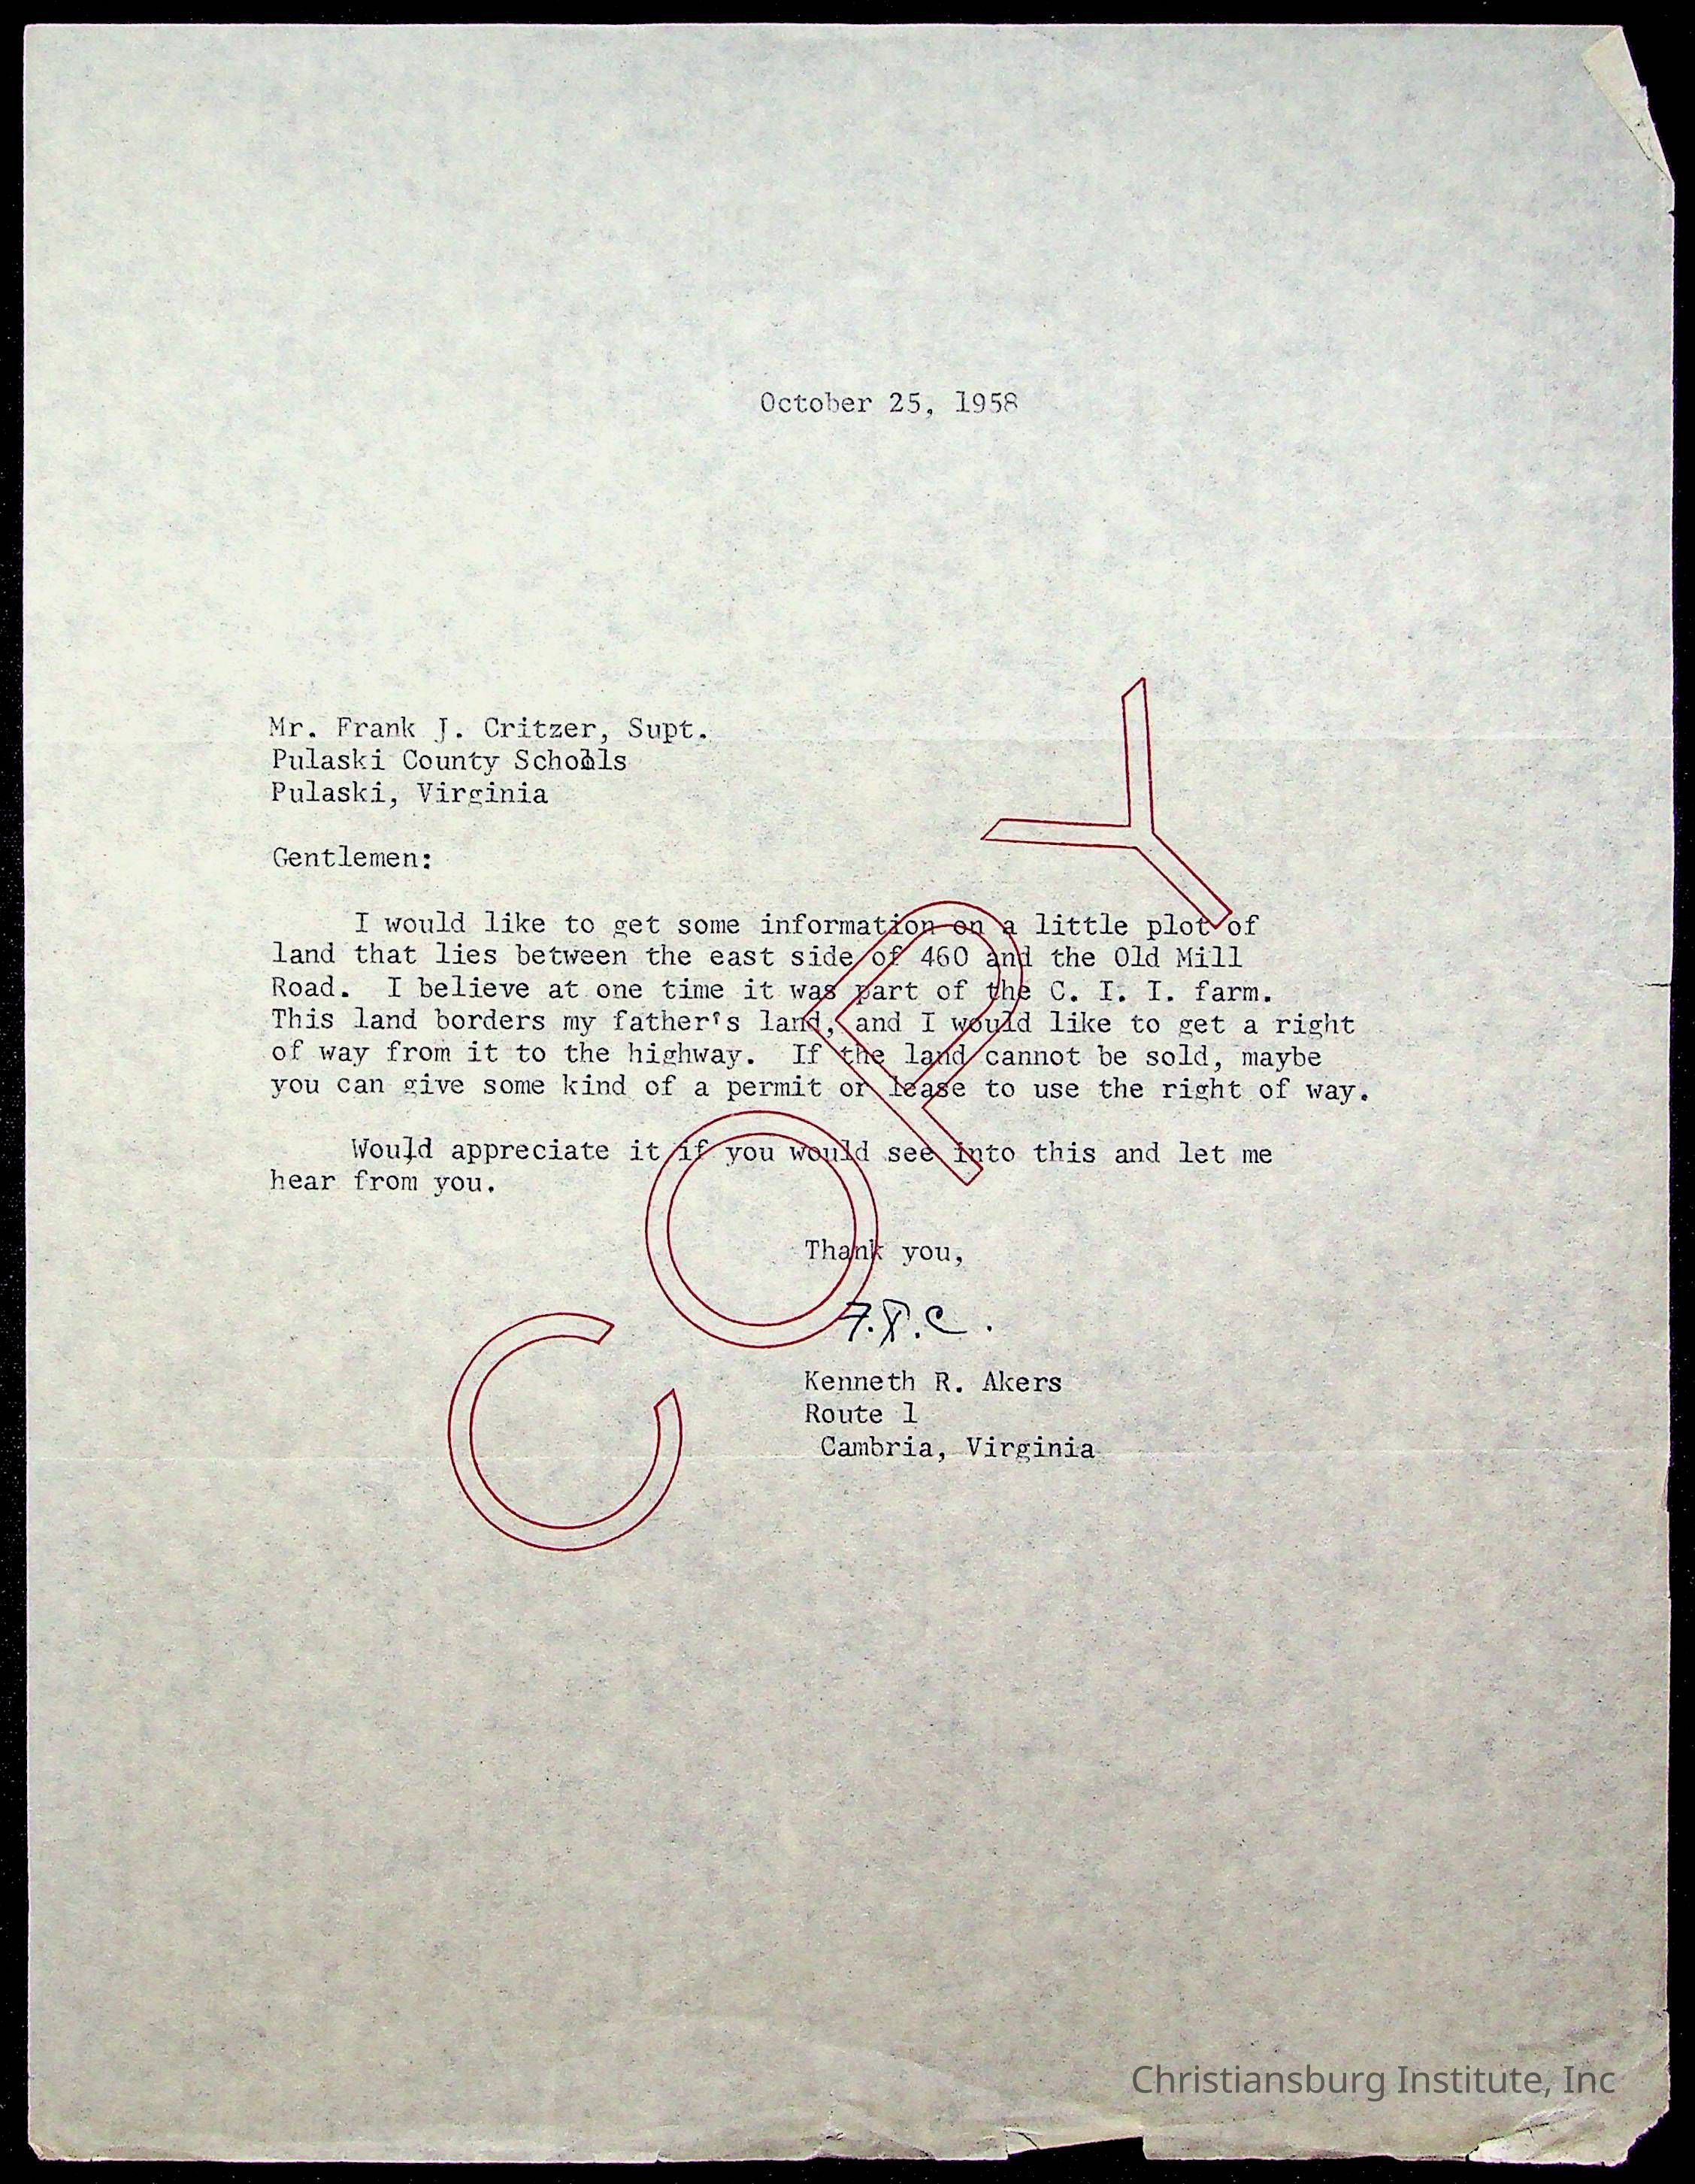 October 25, 1958
Mr. Frank J. Critzer, Supt.
Pulaski County Schools
Pulaski, Virginia
Gentlemen:
I would like to get some information on a little plot of
land that lies between the east side of 460 and the Old Mill
Road. I believe at one time it was part of the C. I. I. farm.
This land borders my father's land, and I would like to get a right
of way from it to the highway. If the land cannot be sold, maybe
you can give some kind of a permit or lease to use the right of way.
Would appreciate it if you would see into this and let me
hear from you.
Thank you,
F.J.C.
Kenneth R. Akers
Route 1
Cambria, Virginia
COPY
Christiansburg Institute, Inc